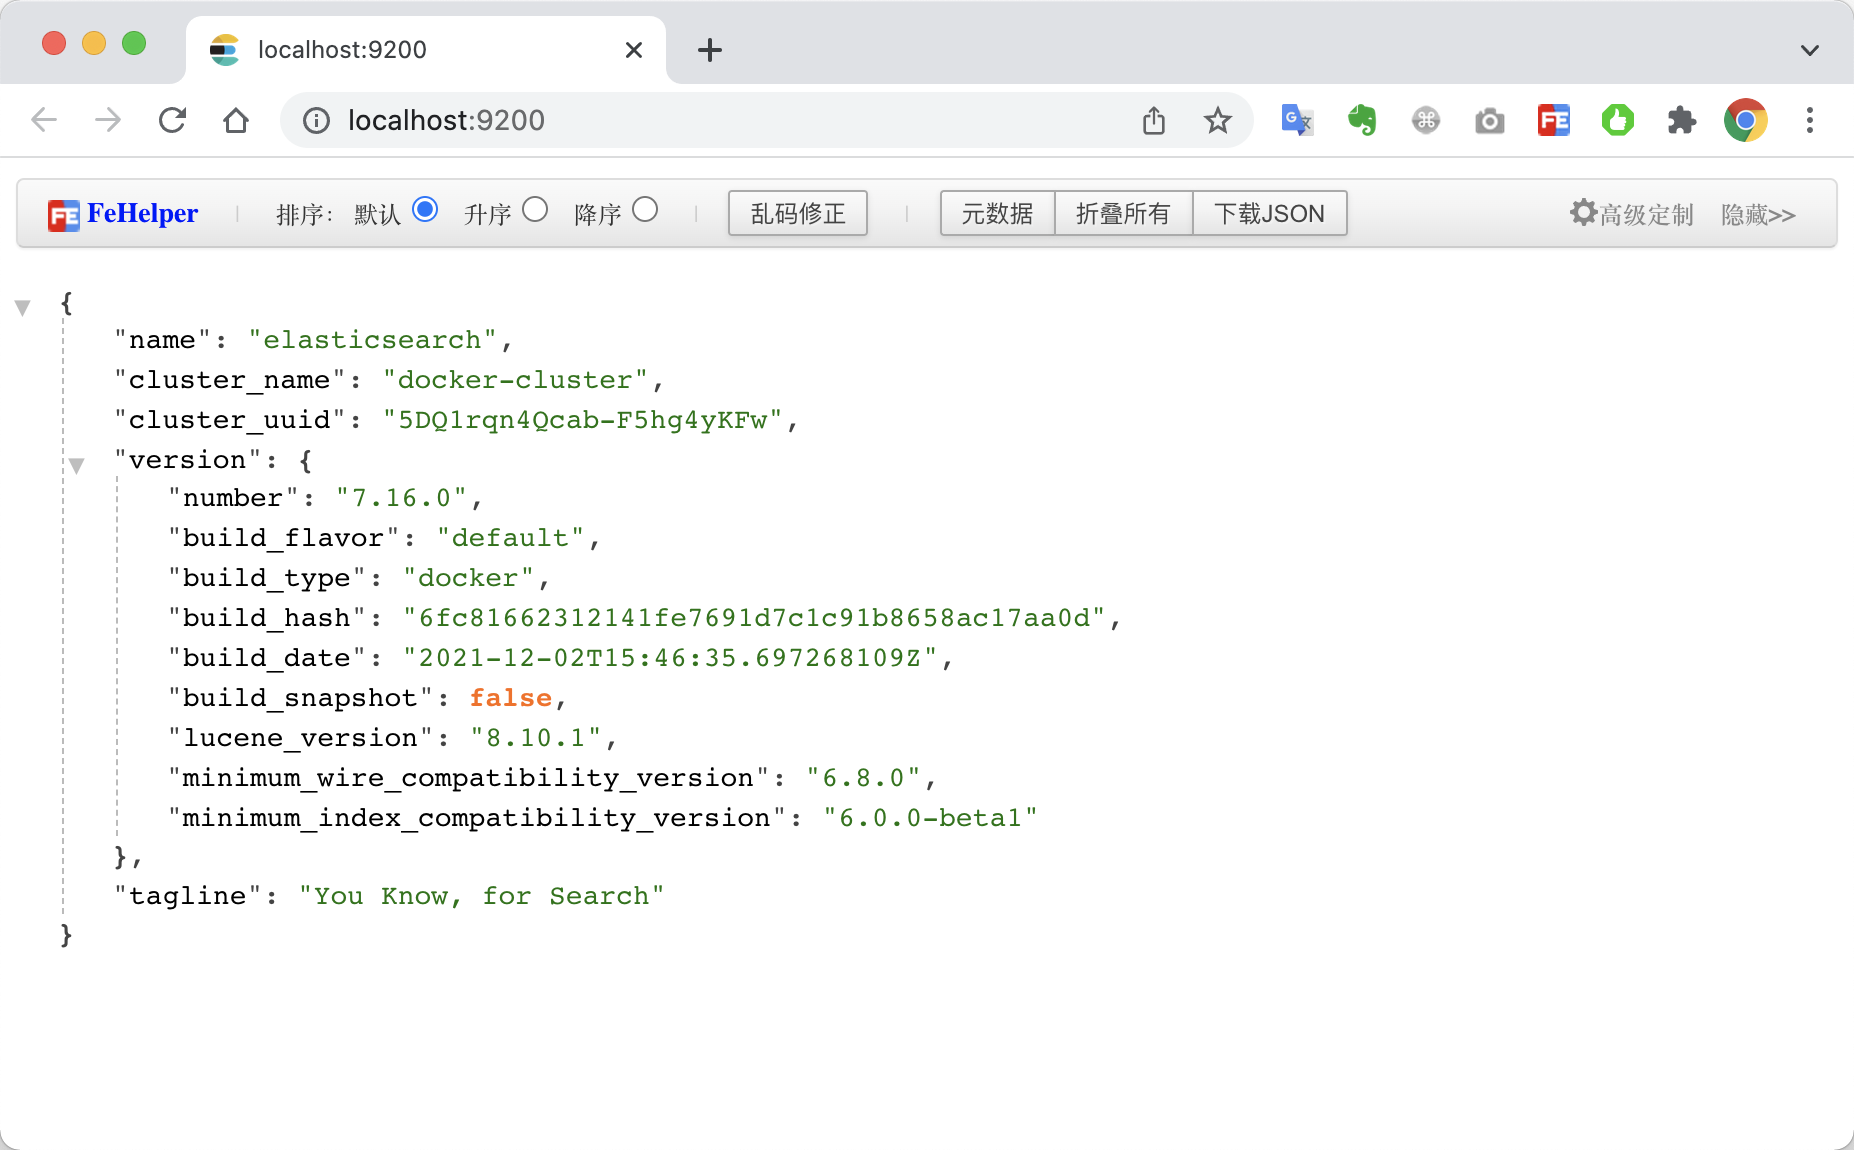 localhost:9200
localhost:9200
FeHelper 排序: 默认 升序 降序 乱码修正 元数据 折叠所有 下载JSON 高级定制 隐藏>>
{
"name": "elasticsearch",
"cluster_name": "docker-cluster",
"cluster_uuid": "5DQ1rqn4Qcab-F5hg4yKFw",
"version": {
"number": "7.16.0",
"build_flavor": "default",
"build_type": "docker",
"build_hash": "6fc81662312141fe7691d7c1c91b8658ac17aa0d",
"build_date": "2021-12-02T15:46:35.697268109Z",
"build_snapshot": false,
"lucene_version": "8.10.1",
"minimum_wire_compatibility_version": "6.8.0",
"minimum_index_compatibility_version": "6.0.0-beta1"
},
"tagline": "You Know, for Search"
}